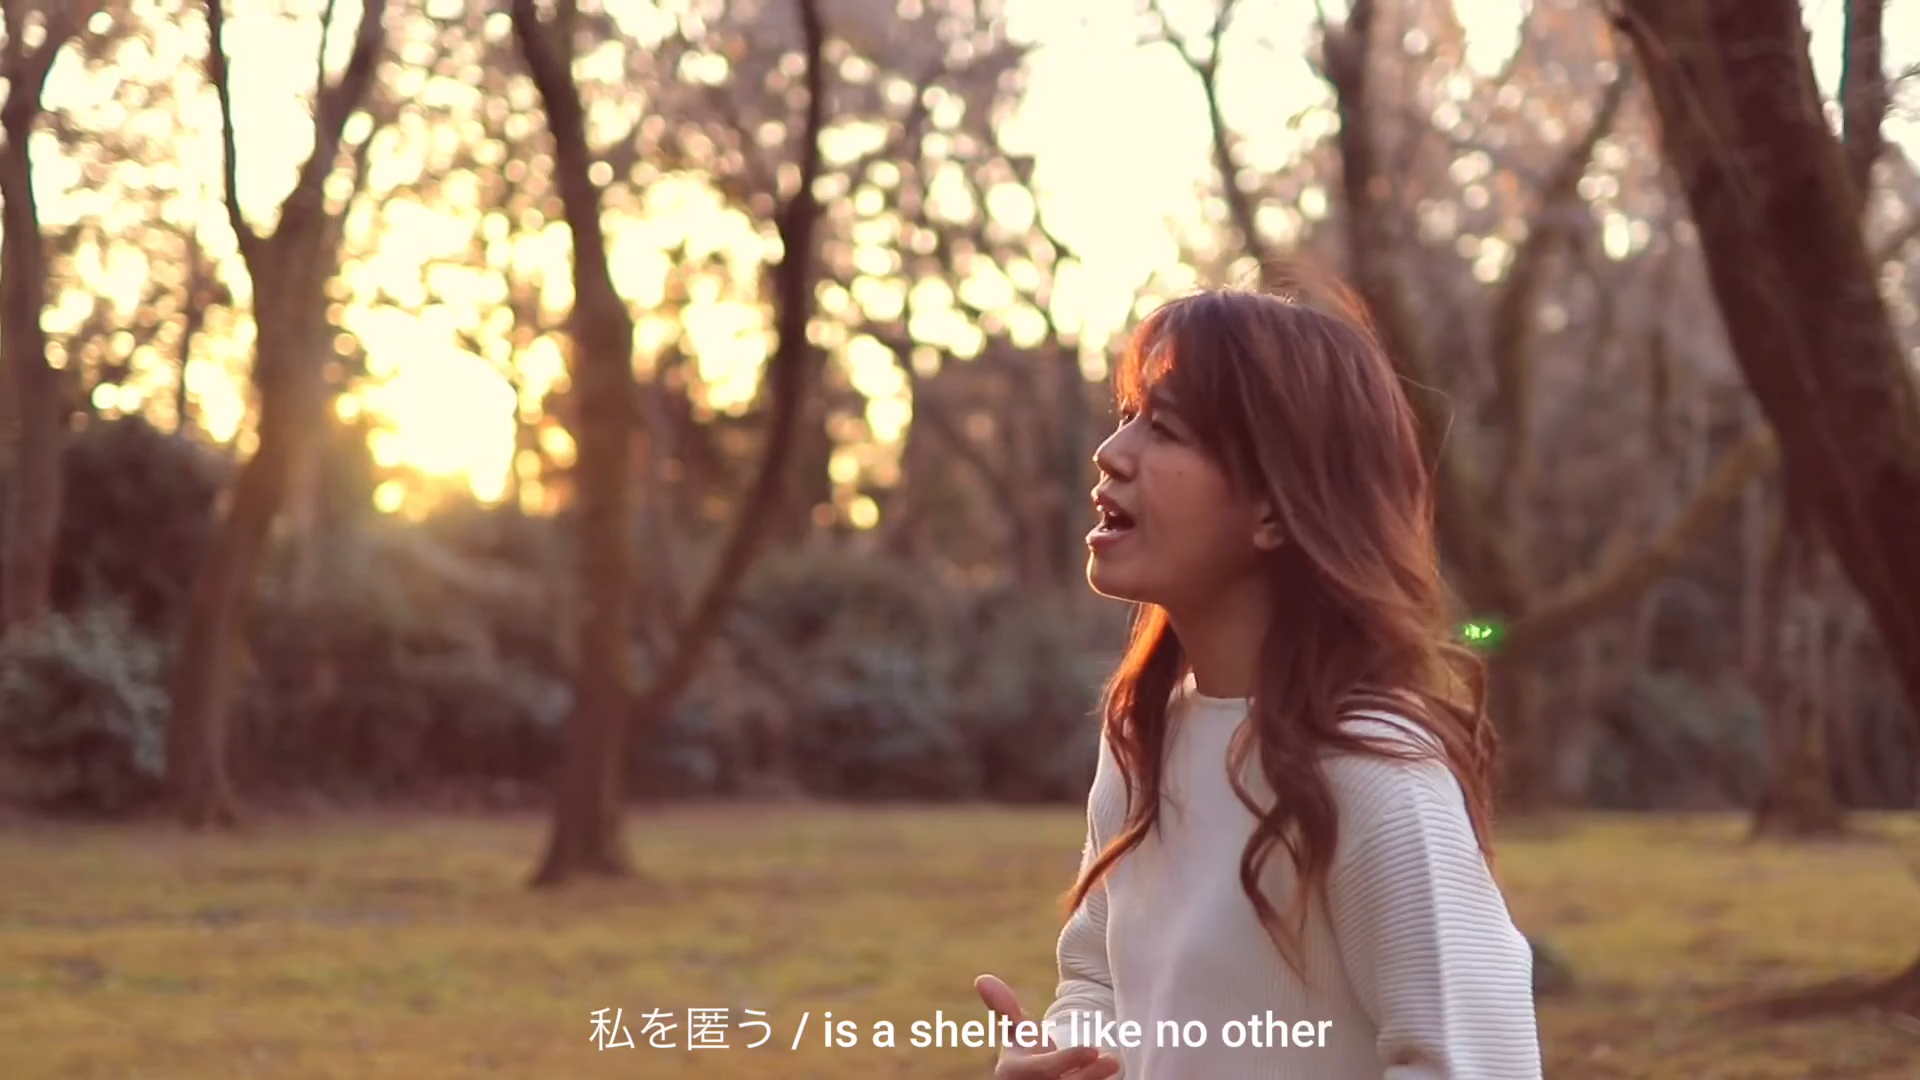 私を匿う / is a shelter like no other